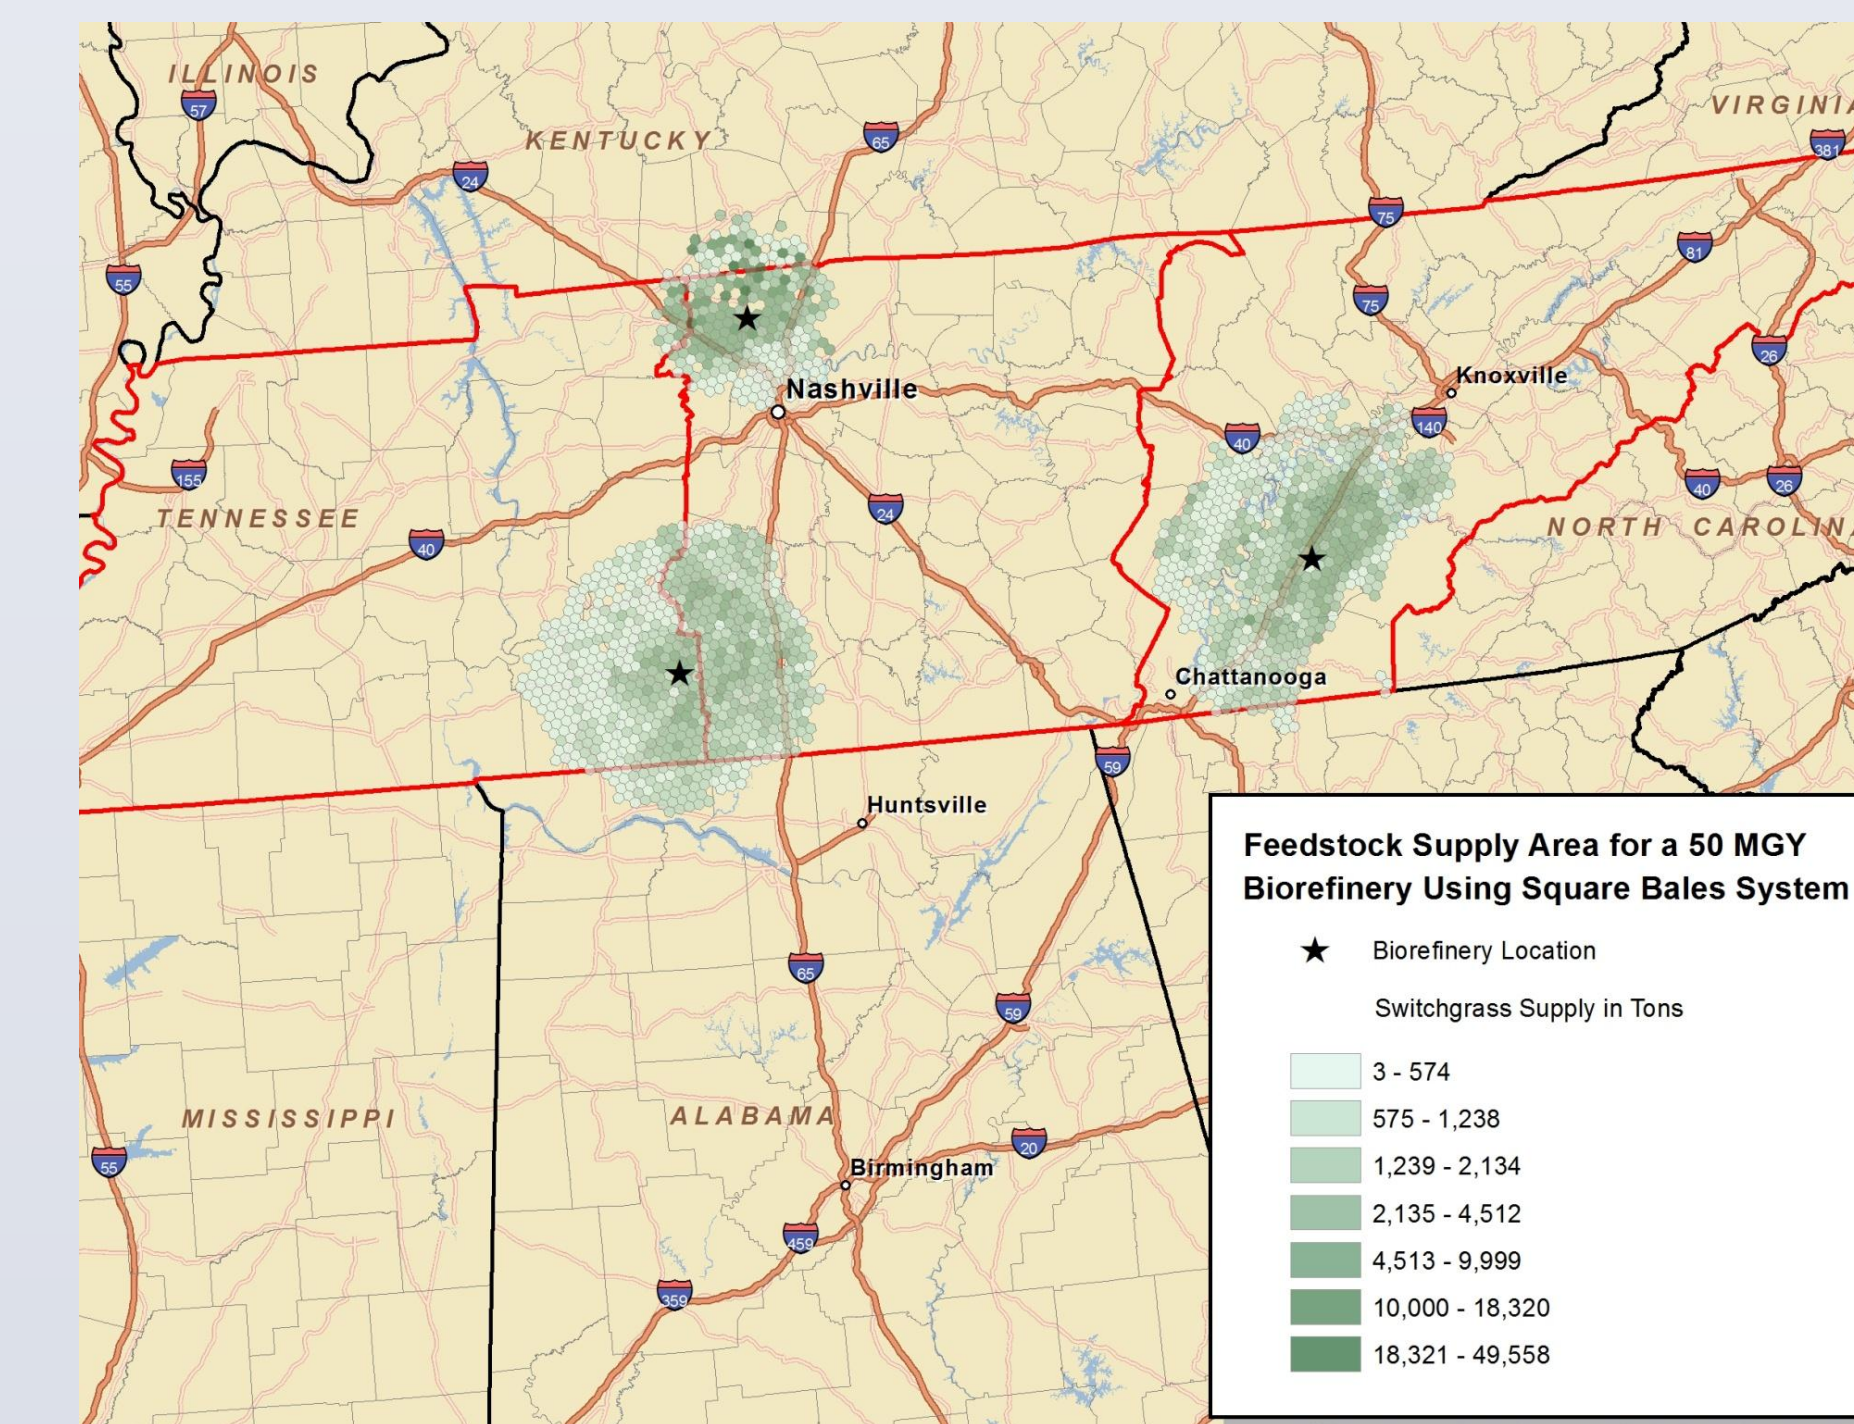 ILLINOIS
57
KENTUCKY
65
VIRGINIA
381
24
75
81
55
75
26
Nashville
Knoxville
140
40
155
TENNESSEE
24
40
26
NORTH CAROLINA
40
Chattanooga
59
Huntsville
65
59
MISSISSIPPI
ALABAMA
20
55
Birmingham
459
359
Feedstock Supply Area for a 50 MGY
Biorefinery Using Square Bales System
Biorefinery Location
Switchgrass Supply in Tons
3 - 574
575 - 1,238
1,239 - 2,134
2,135 - 4,512
4,513 - 9,999
10,000 - 18,320
18,321 - 49,558